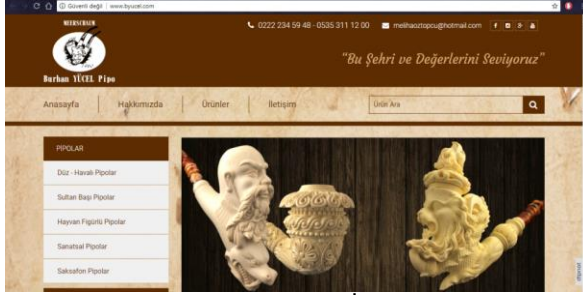 Güvenli değil | www.byucel.com
MEERSCHAUM
Burhan YÜCEL Pipo
0222 234 59 48 - 0535 311 12 00 melihaoztopcu@hotmail.com
"Bu Şehri ve Değerlerini Seviyoruz"
Anasayfa Hakkımızda Ürünler İletişim Ürün Ara
PİPOLAR
Düz - Havalı Pipolar
Sultan Başı Pipolar
Hayvan Figürlü Pipolar
Sanatsal Pipolar
Saksafon Pipolar